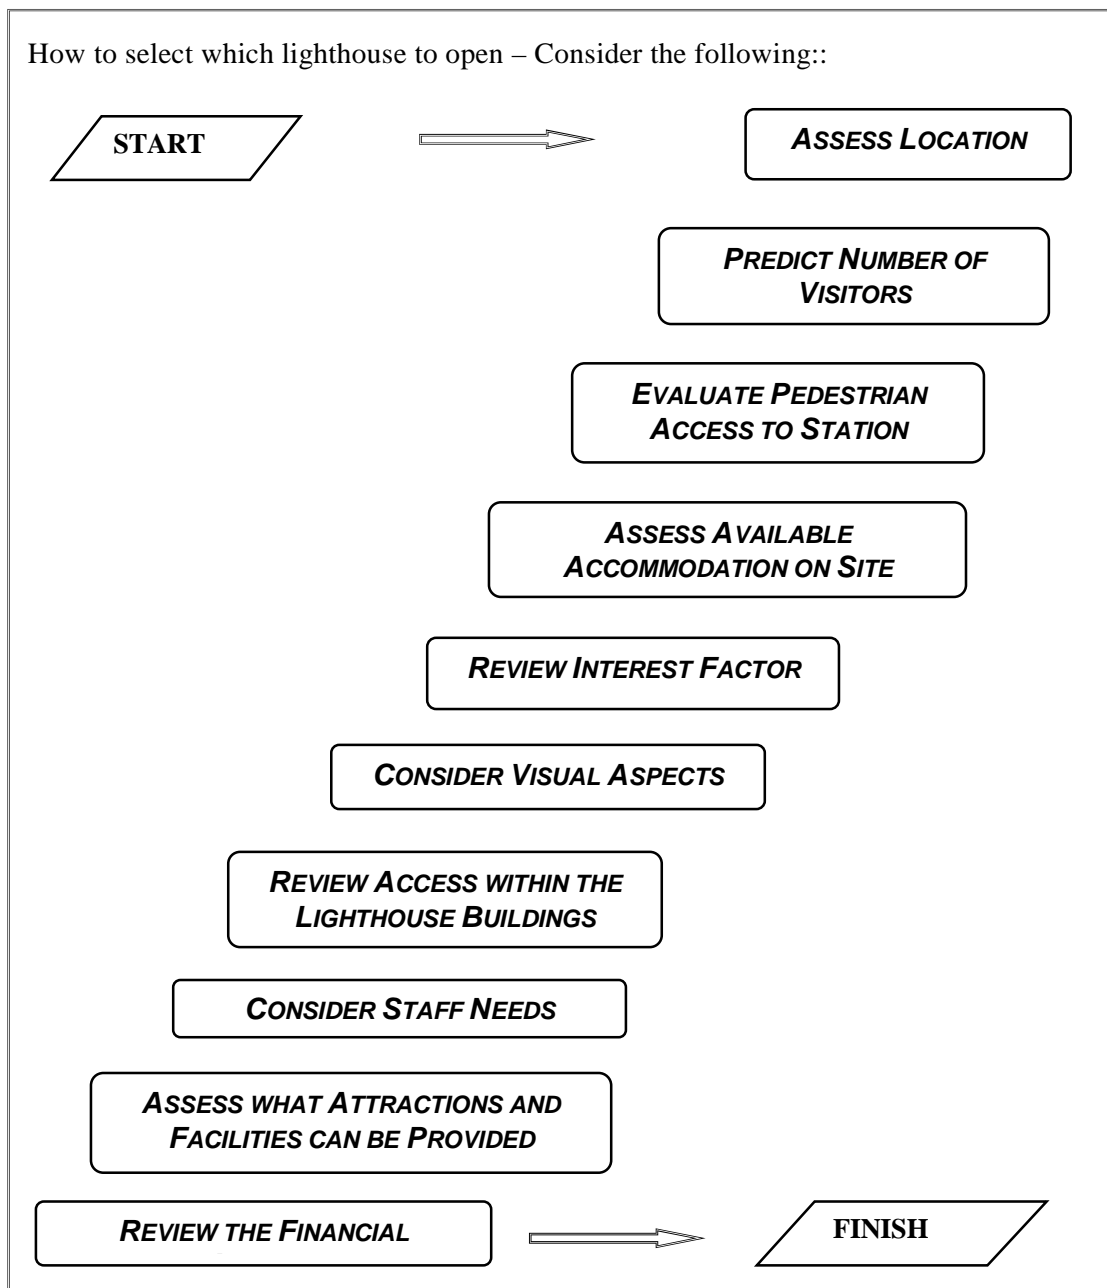 How to select which lighthouse to open – Consider the following::
START
ASSESS LOCATION
PREDICT NUMBER OF
VISITORS
EVALUATE PEDESTRIAN
ACCESS TO STATION
ASSESS AVAILABLE
ACCOMMODATION ON SITE
REVIEW INTEREST FACTOR
CONSIDER VISUAL ASPECTS
REVIEW ACCESS WITHIN THE
LIGHTHOUSE BUILDINGS
CONSIDER STAFF NEEDS
ASSESS WHAT ATTRACTIONS AND
FACILITIES CAN BE PROVIDED
REVIEW THE FINANCIAL
FINISH